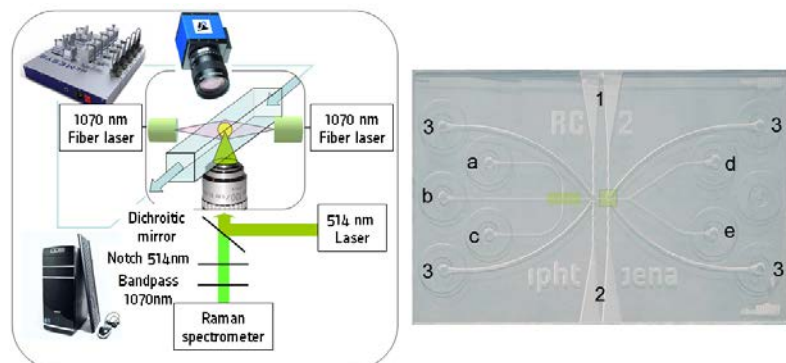 1070 nm
Fiber laser
1070 nm
Fiber laser
Dichroitic
mirror
514 nm
Laser
Notch 514nm
Bandpass
1070nm
Raman
spectrometer
1
3
RC
2
3
a
d
b
c
e
3
ipht
jena
3
2